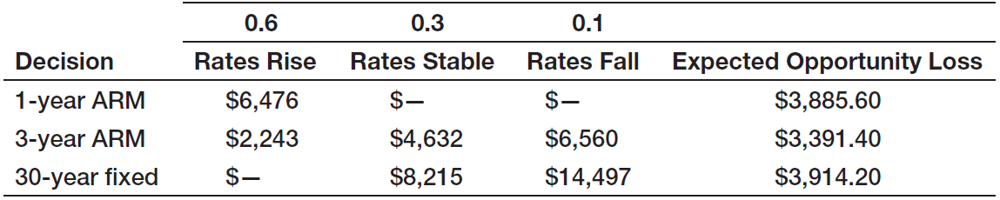 0.6 0.3 0.1
Decision Rates Rise Rates Stable Rates Fall Expected Opportunity Loss
1-year ARM $6,476 $— $— $3,885.60
3-year ARM $2,243 $4,632 $6,560 $3,391.40
30-year fixed $— $8,215 $14,497 $3,914.20